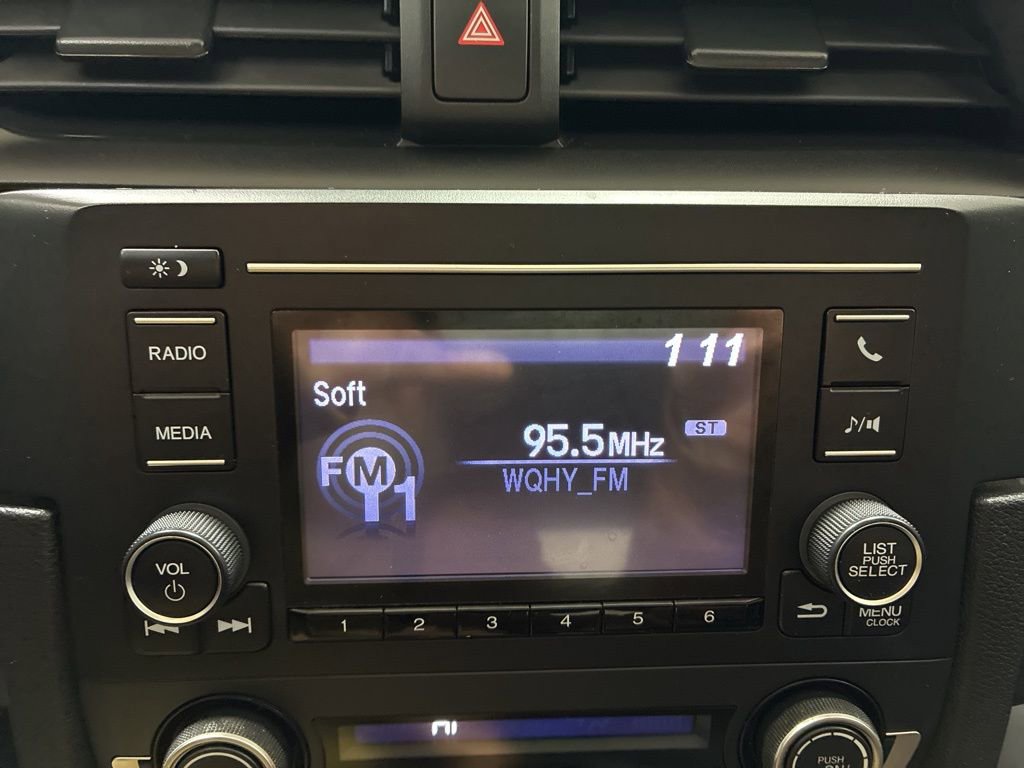 RADIO
MEDIA
1 11
Soft
95.5MHz
ST
WQHY_FM
FM
1
VOL
LIST
PUSH
SELECT
MENU
CLOCK
1 2 3 4 5 6
PUSH